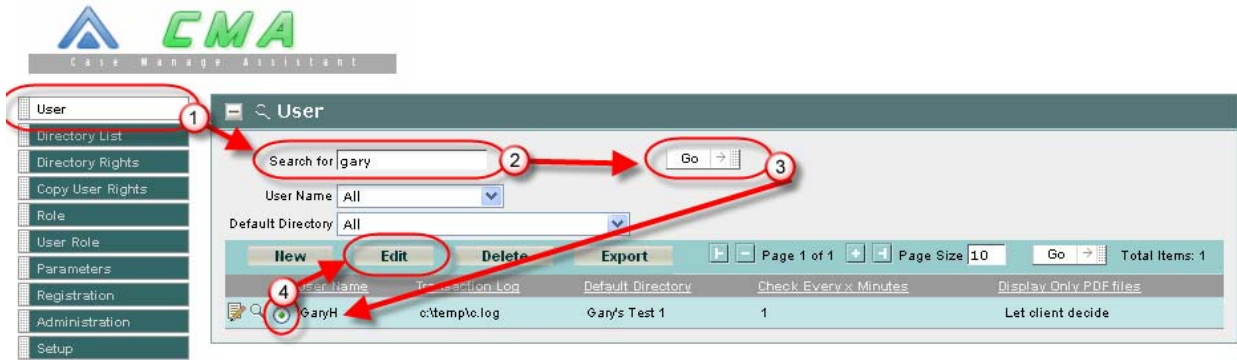 CMA
Case Manage Assistant
User
Directory List
Directory Rights
Copy User Rights
Role
User Role
Parameters
Registration
Administration
Setup
1
User
Search for gary
2
Go
3
User Name All
Default Directory All
New Edit Delete Export Page 1 of 1 Page Size 10 Go Total Items: 1
4
User Name Transaction Log Default Directory Check Every x Minutes Display Only PDF files
GaryH c:\temp\c.log Gary's Test 1 1 Let client decide